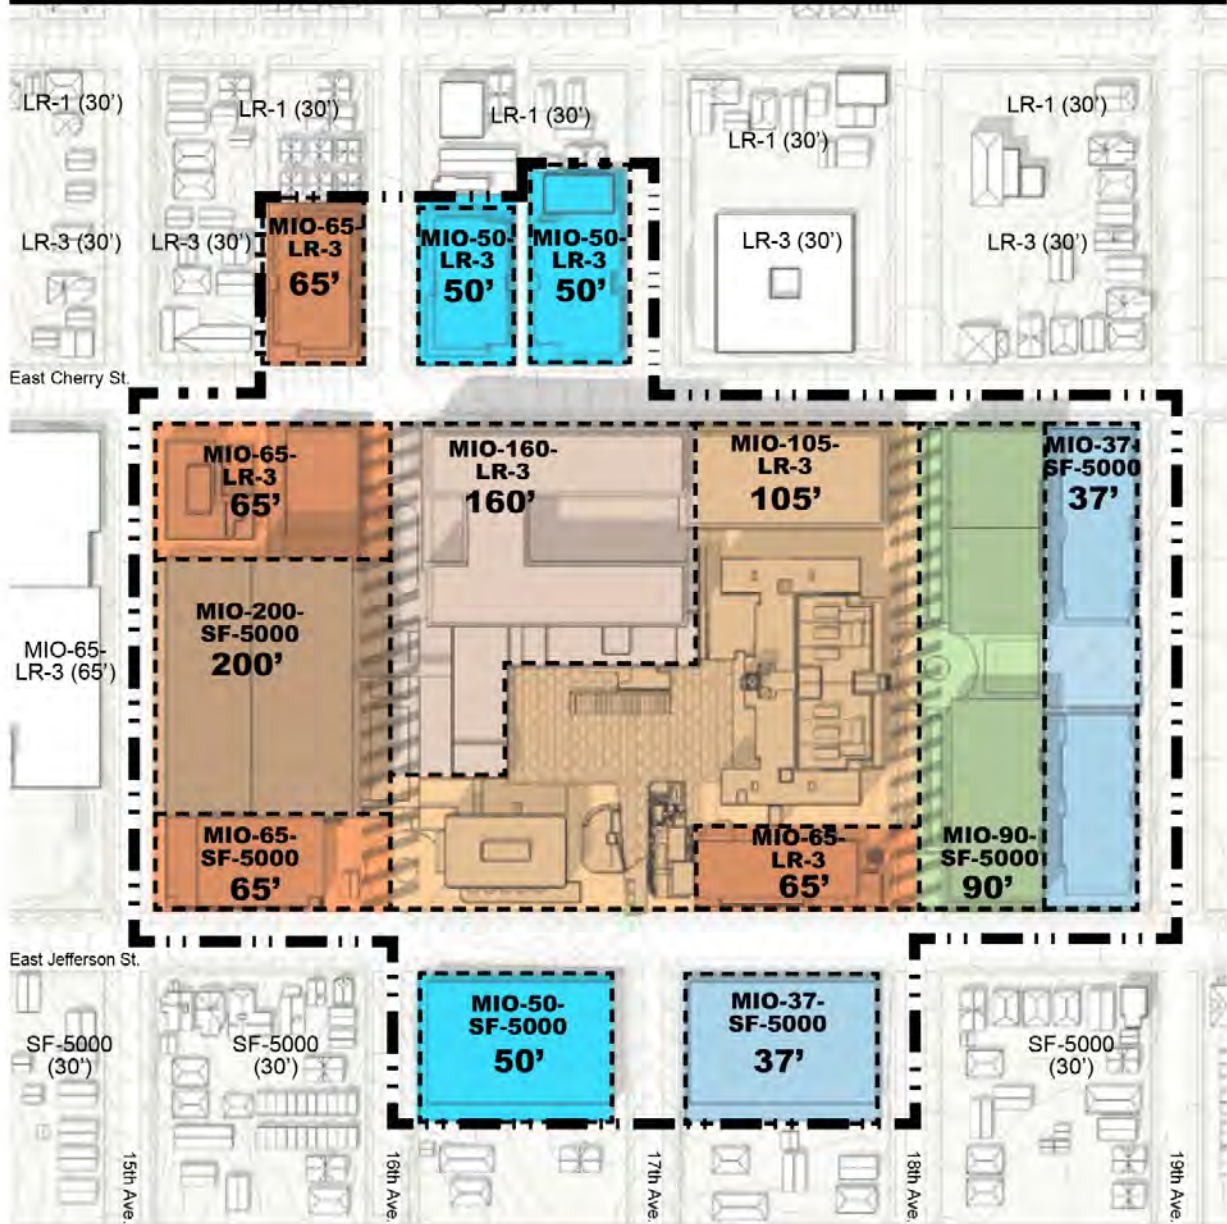 LR-1 (30')
LR-1 (30')
LR-1 (30')
LR-1 (30')
LR-1 (30')
LR-3 (30')
LR-3 (30')
MIO-65-
LR-3
65'
MIO-50-
LR-3
50'
MIO-50-
LR-3
50'
LR-3 (30')
LR-3 (30')
East Cherry St.
MIO-65-
LR-3
65'
MIO-160-
LR-3
160'
MIO-105-
LR-3
105'
MIO-37-
SF-5000
37'
MIO-65-
LR-3 (65')
MIO-200-
SF-5000
200'
MIO-65-
SF-5000
65'
MIO-65-
LR-3
65'
MIO-90-
SF-5000
90'
East Jefferson St.
SF-5000
(30')
SF-5000
(30')
MIO-50-
SF-5000
50'
MIO-37-
SF-5000
37'
SF-5000
(30')
15th Ave.
16th Ave.
17th Ave.
18th Ave.
19th Ave.